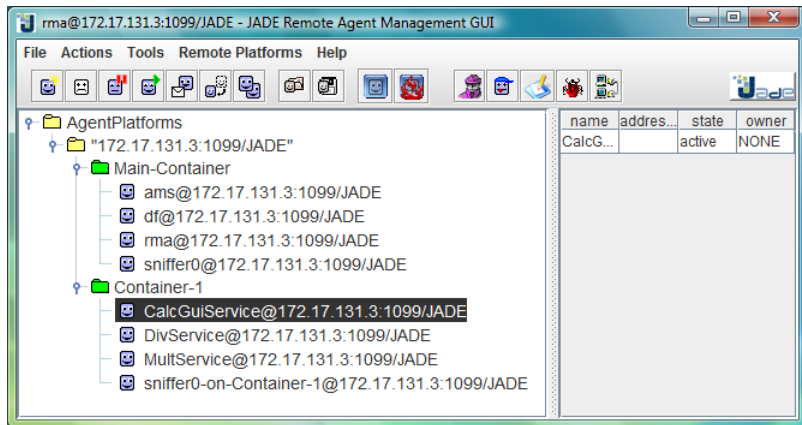 rma@172.17.131.3:1099/JADE - JADE Remote Agent Management GUI
File Actions Tools Remote Platforms Help
Jade
AgentPlatforms
"172.17.131.3:1099/JADE"
Main-Container
ams@172.17.131.3:1099/JADE
df@172.17.131.3:1099/JADE
rma@172.17.131.3:1099/JADE
sniffer0@172.17.131.3:1099/JADE
Container-1
CalcGuiService@172.17.131.3:1099/JADE
DivService@172.17.131.3:1099/JADE
MultService@172.17.131.3:1099/JADE
sniffer0-on-Container-1@172.17.131.3:1099/JADE
name addres... state owner
CalcG... active NONE